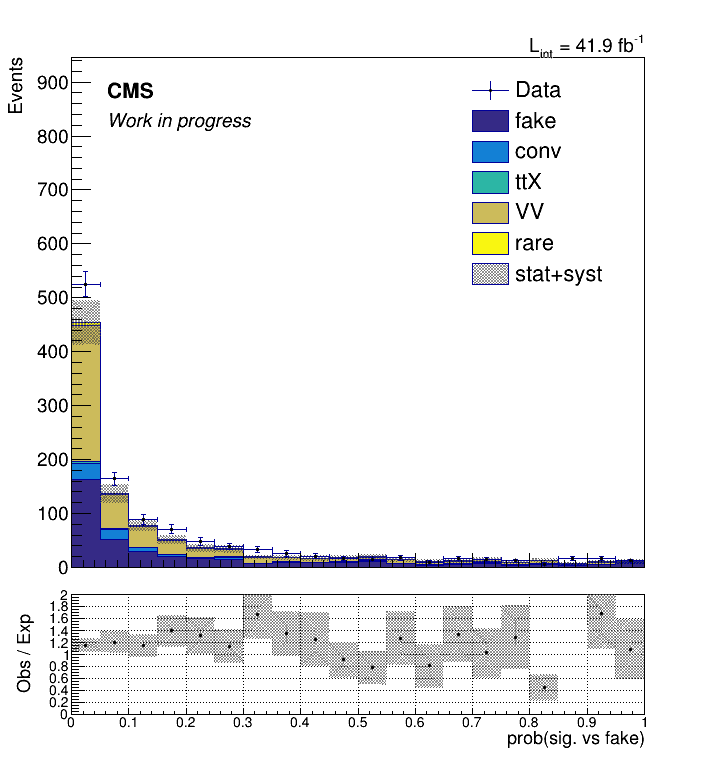 L_int = 41.9 fb^-1
Events
CMS
Work in progress
Data
fake
conv
ttX
VV
rare
stat+syst
900
800
700
600
500
400
300
200
100
0
Obs / Exp
2
1.8
1.6
1.4
1.2
1
0.8
0.6
0.4
0.2
0
0 0.1 0.2 0.3 0.4 0.5 0.6 0.7 0.8 0.9 1
prob(sig. vs fake)